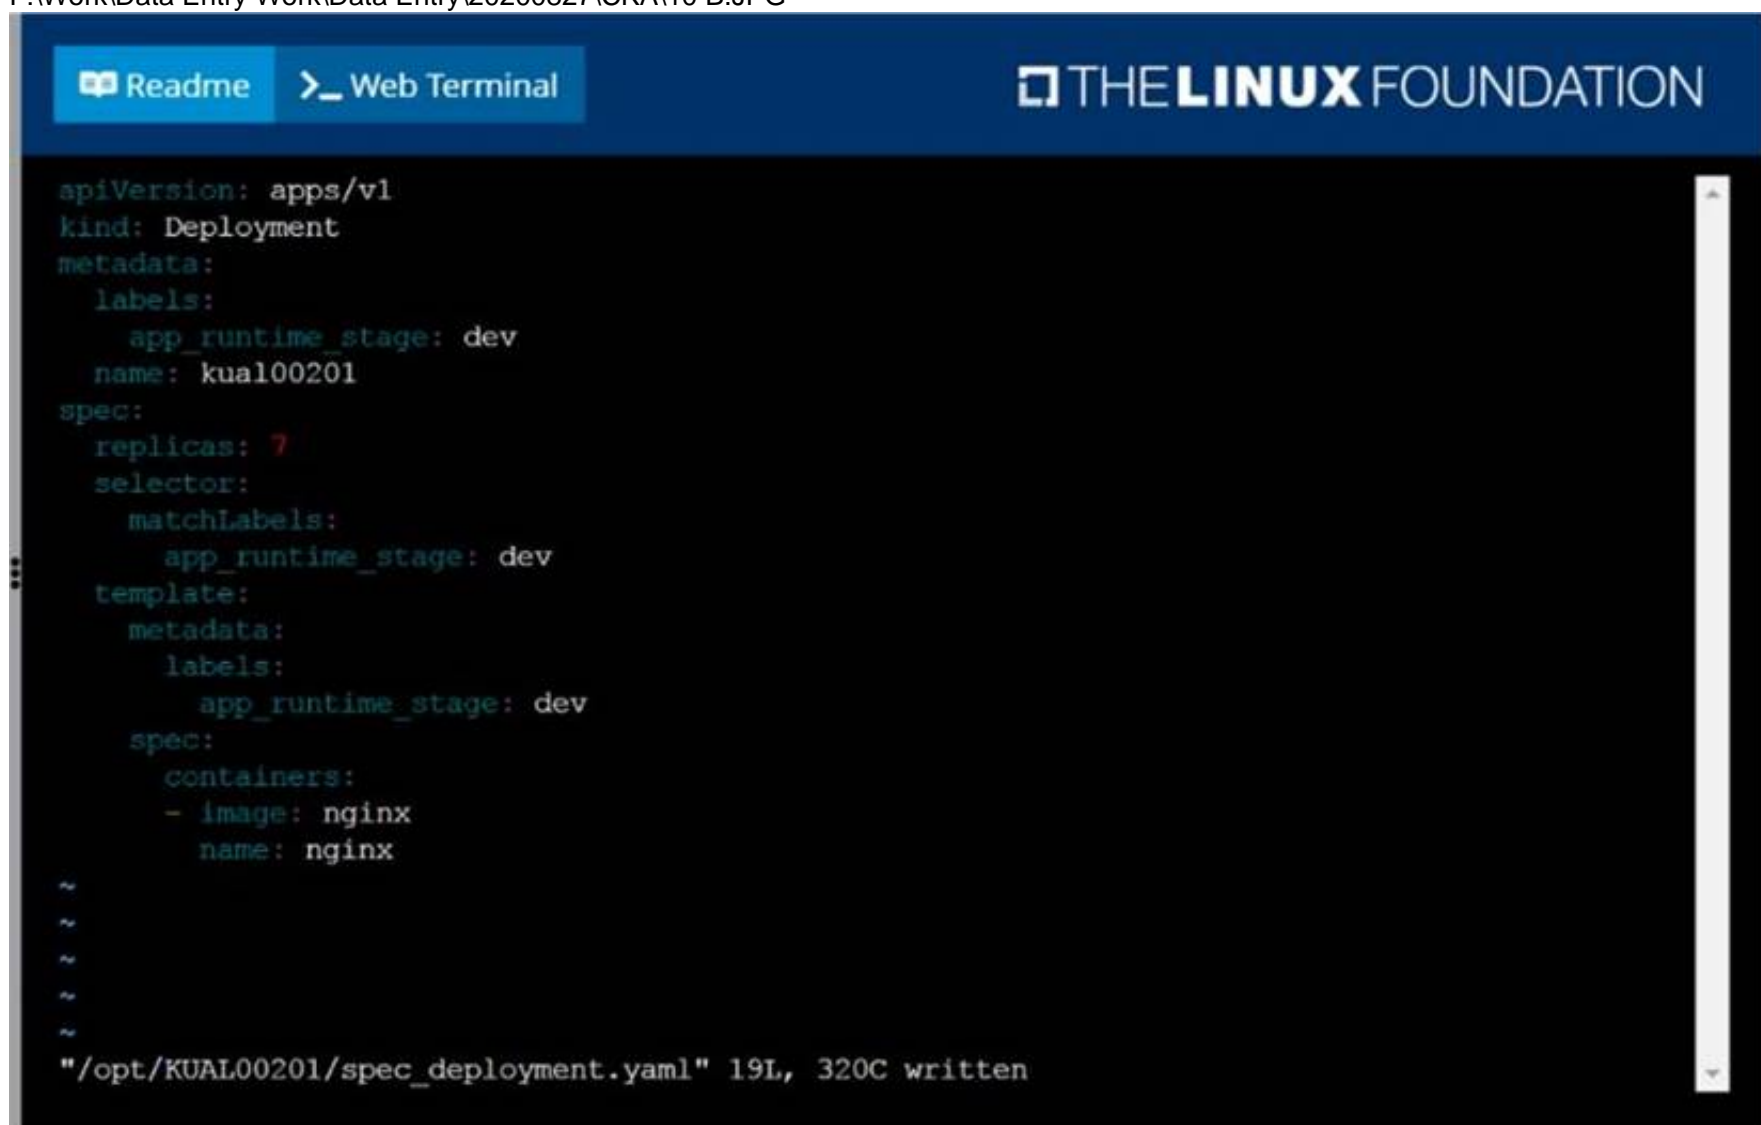 Readme >_ Web Terminal THE LINUX FOUNDATION
apiVersion: apps/v1
kind: Deployment
metadata:
  labels:
    app_runtime_stage: dev
  name: kual00201
spec:
  replicas: 7
  selector:
    matchLabels:
      app_runtime_stage: dev
  template:
    metadata:
      labels:
        app_runtime_stage: dev
    spec:
      containers:
      - image: nginx
        name: nginx
~
~
~
~
~
"/opt/KUAL00201/spec_deployment.yaml" 19L, 320C written